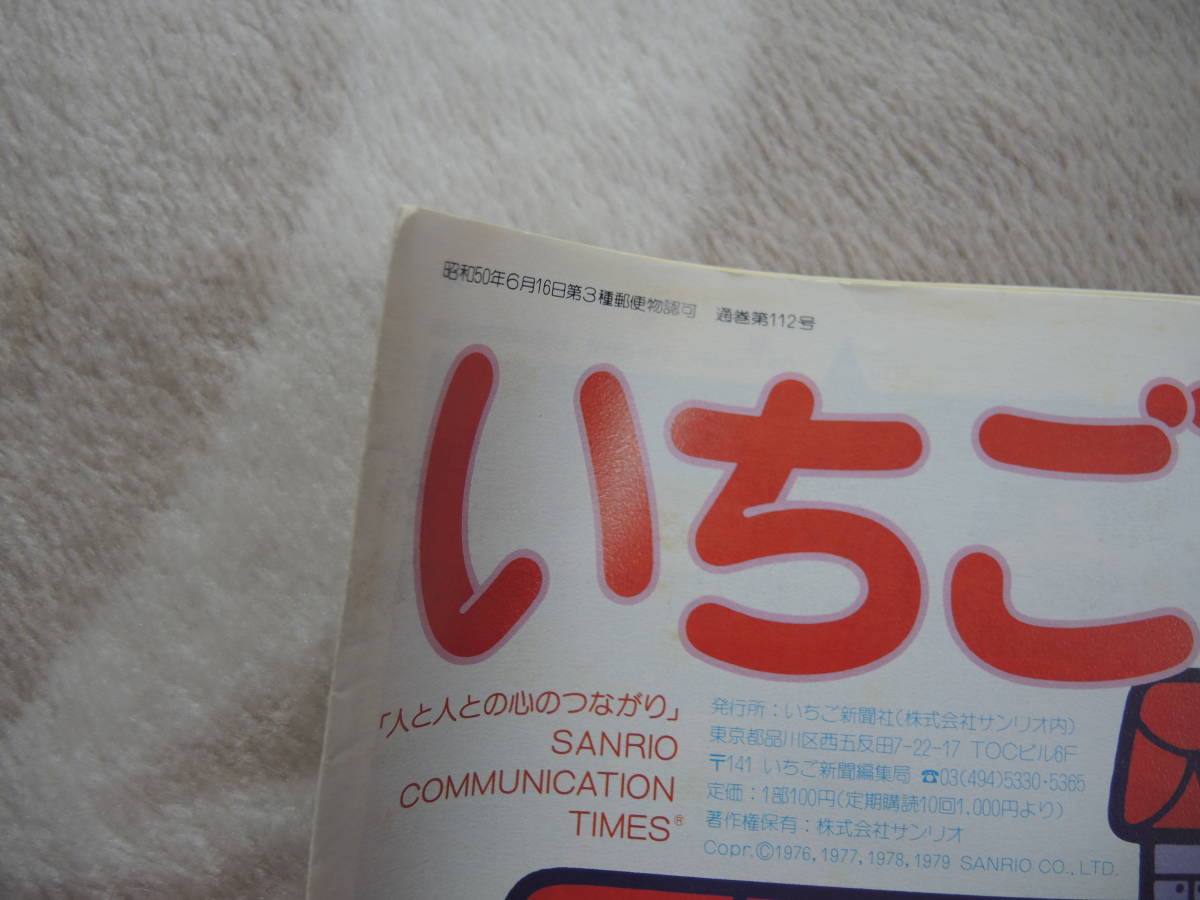 昭和50年6月16日第3種郵便物認可　通巻第112号
いちご
「人と人との心のつながり」
SANRIO
COMMUNICATION
TIMES®
発行所：いちご新聞社(株式会社サンリオ内)
東京都品川区西五反田7-22-17 TOCビル6F
〒141 いちご新聞編集局 ☎03(494)5330・5365
定価：1部100円(定期購読10回1,000円より)
著作権保有：株式会社サンリオ
Copr.©1976,1977,1978,1979 SANRIO CO.,LTD.